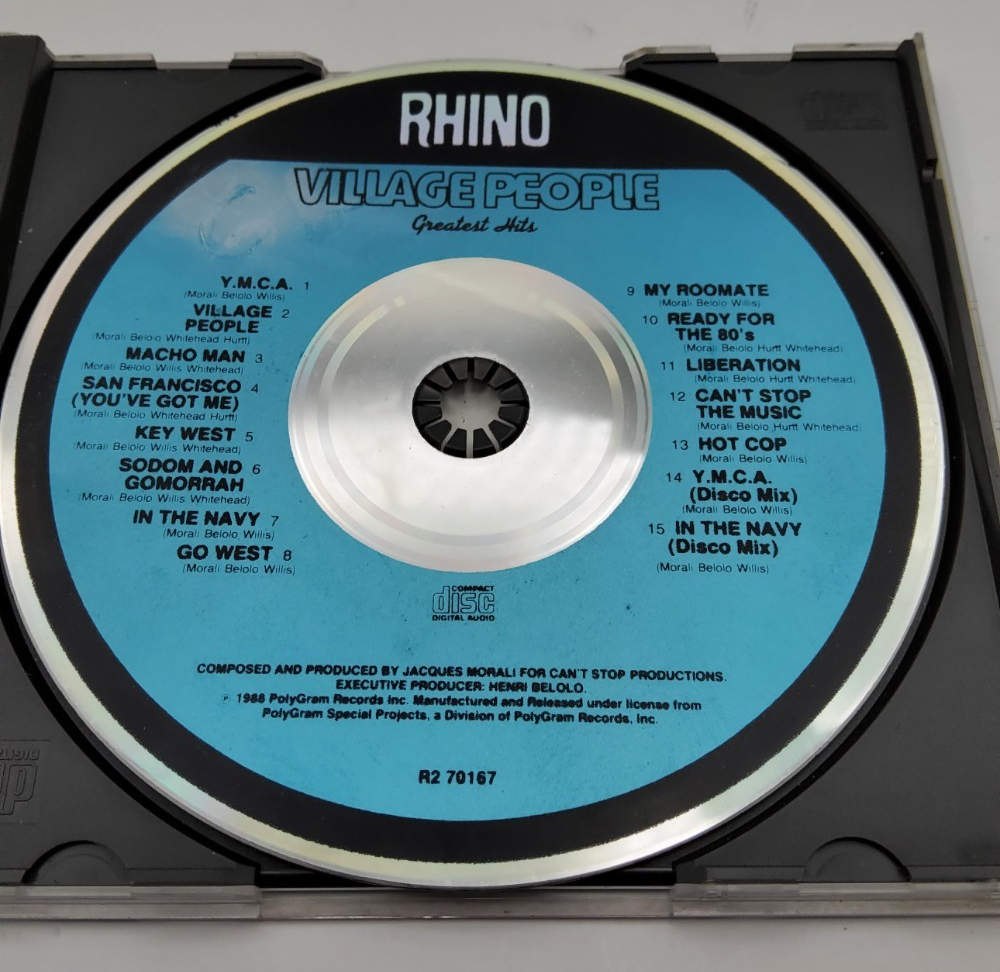 RHINO
VILLAGE PEOPLE
Greatest Hits
Y.M.C.A. 1
(Morali Belolo Willis)
VILLAGE 2
PEOPLE
(Morali Belolo Whitehead Hurtt)
MACHO MAN 3
(Morali Belolo Willis Whitehead)
SAN FRANCISCO 4
(YOU'VE GOT ME)
(Morali Belolo Whitehead Hurtt)
KEY WEST 5
(Morali Belolo Willis Whitehead)
SODOM AND 6
GOMORRAH
(Morali Belolo Willis Whitehead)
IN THE NAVY 7
(Morali Belolo Willis)
GO WEST 8
(Morali Belolo Willis)
9 MY ROOMATE
(Morali Belolo Willis)
10 READY FOR
THE 80's
(Morali Belolo Hurtt Whitehead)
11 LIBERATION
(Morali Belolo Hurtt Whitehead)
12 CAN'T STOP
THE MUSIC
(Morali Belolo Hurtt Whitehead)
13 HOT COP
(Morali Belolo Willis)
14 Y.M.C.A.
(Disco Mix)
(Morali Belolo Willis)
15 IN THE NAVY
(Disco Mix)
(Morali Belolo Willis)
COMPACT
disc
DIGITAL AUDIO
COMPOSED AND PRODUCED BY JACQUES MORALI FOR CAN'T STOP PRODUCTIONS.
EXECUTIVE PRODUCER: HENRI BELOLO.
℗ 1988 PolyGram Records Inc. Manufactured and Released under license from
PolyGram Special Projects, a Division of PolyGram Records, Inc.
R2 70167